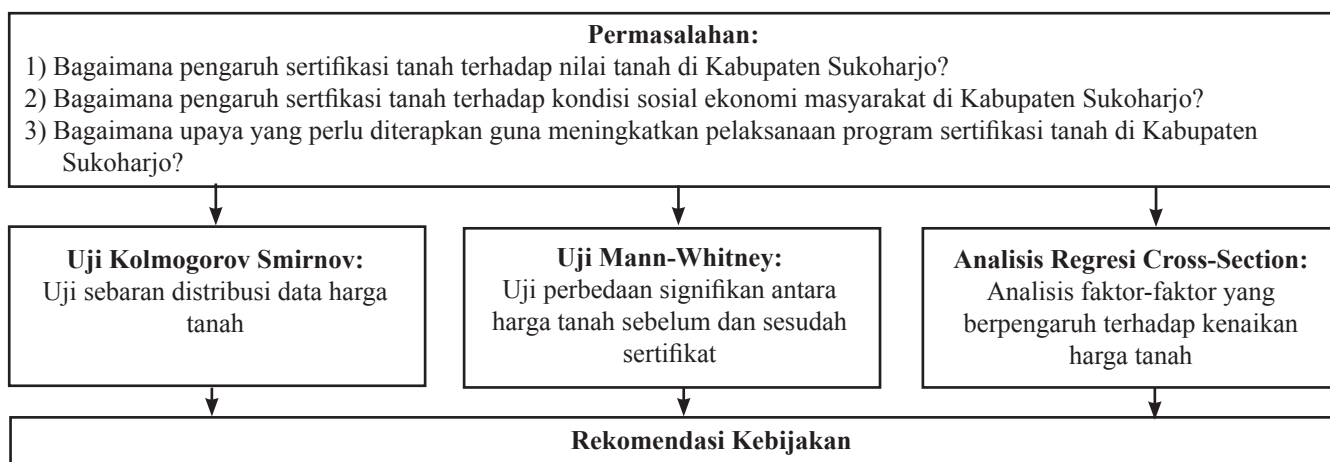 Permasalahan:
1) Bagaimana pengaruh sertifikasi tanah terhadap nilai tanah di Kabupaten Sukoharjo?
2) Bagaimana pengaruh sertfikasi tanah terhadap kondisi sosial ekonomi masyarakat di Kabupaten Sukoharjo?
3) Bagaimana upaya yang perlu diterapkan guna meningkatkan pelaksanaan program sertifikasi tanah di Kabupaten
Sukoharjo?
Uji Kolmogorov Smirnov:
Uji sebaran distribusi data harga
tanah
Uji Mann-Whitney:
Uji perbedaan signifikan antara
harga tanah sebelum dan sesudah
sertifikat
Analisis Regresi Cross-Section:
Analisis faktor-faktor yang
berpengaruh terhadap kenaikan
harga tanah
Rekomendasi Kebijakan